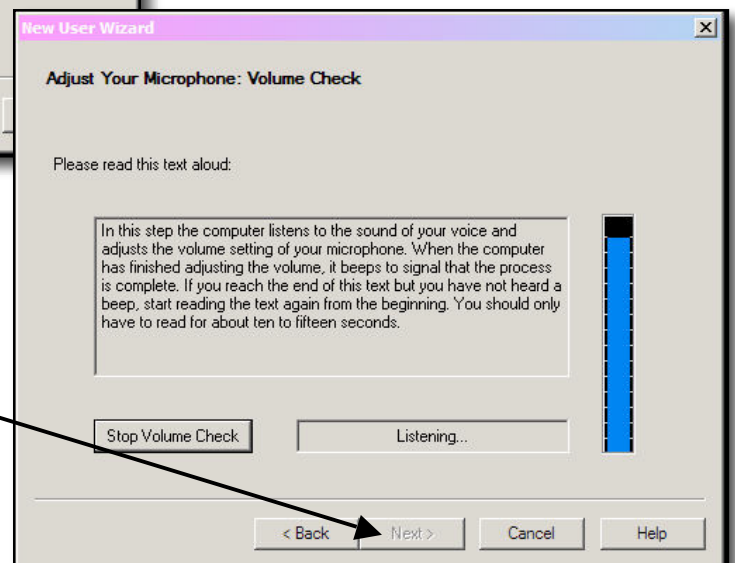 New User Wizard
Adjust Your Microphone: Volume Check
Please read this text aloud:
In this step the computer listens to the sound of your voice and
adjusts the volume setting of your microphone. When the computer
has finished adjusting the volume, it beeps to signal that the process
is complete. If you reach the end of this text but you have not heard a
beep, start reading the text again from the beginning. You should only
have to read for about ten to fifteen seconds.
Stop Volume Check
Listening...
< Back
Next >
Cancel
Help